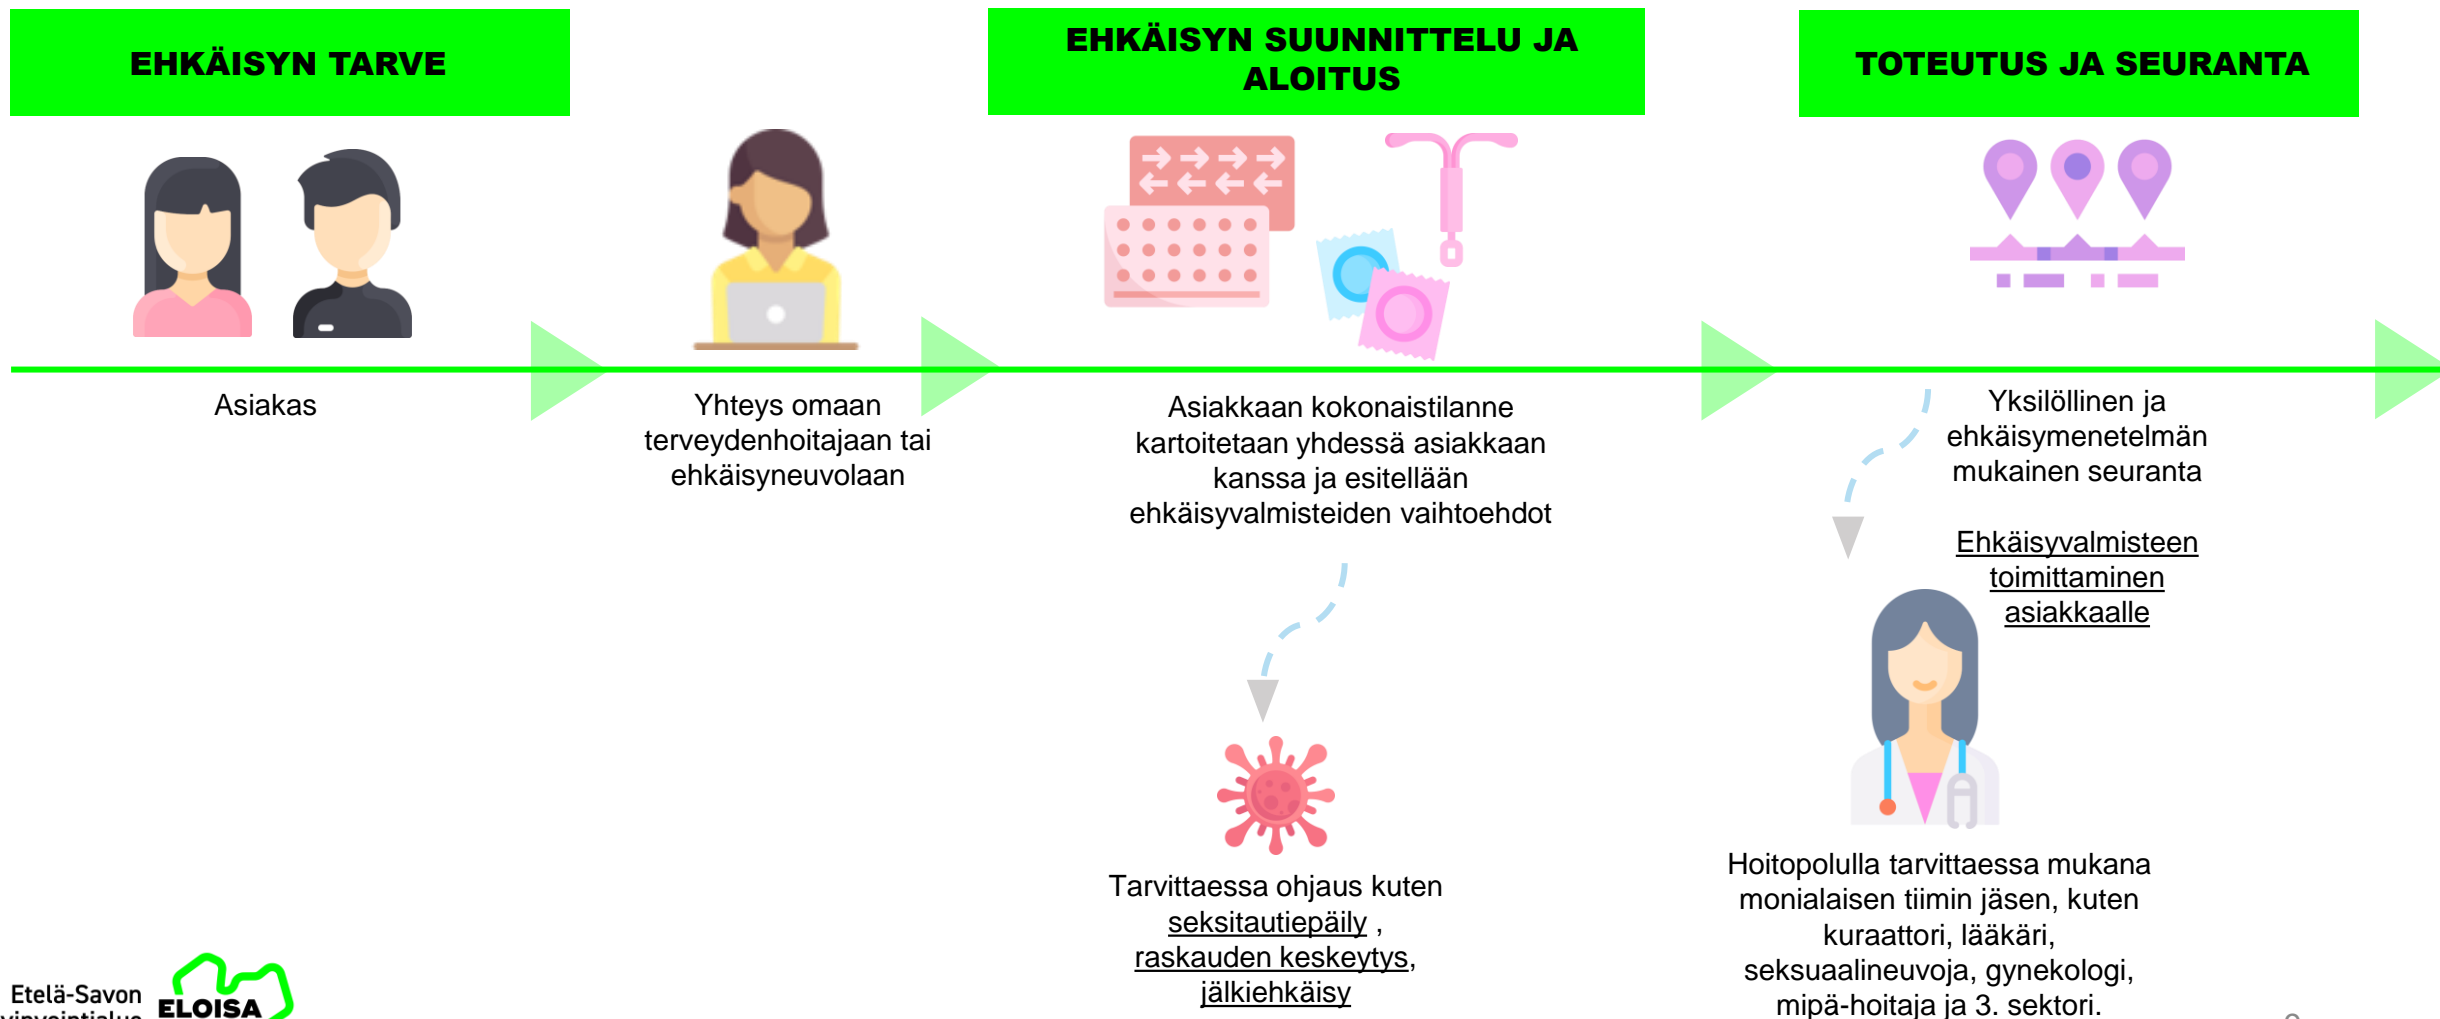 EHKÄISYN TARVE
EHKÄISYN SUUNNITTELU JA
ALOITUS
TOTEUTUS JA SEURANTA
Asiakas
Yhteys omaan
terveydenhoitajaan tai
ehkäisyneuvolaan
Asiakkaan kokonaistilanne
kartoitetaan yhdessä asiakkaan
kanssa ja esitellään
ehkäisyvalmisteiden vaihtoehdot
Yksilöllinen ja
ehkäisymenetelmän
mukainen seuranta
Ehkäisyvalmisteen
toimittaminen
asiakkaalle
Tarvittaessa ohjaus kuten
seksitautiepäily ,
raskauden keskeytys,
jälkiehkäisy
Hoitopolulla tarvittaessa mukana
monialaisen tiimin jäsen, kuten
kuraattori, lääkäri,
seksuaalineuvoja, gynekologi,
mipä-hoitaja ja 3. sektori.
Etelä-Savon
ELOISA